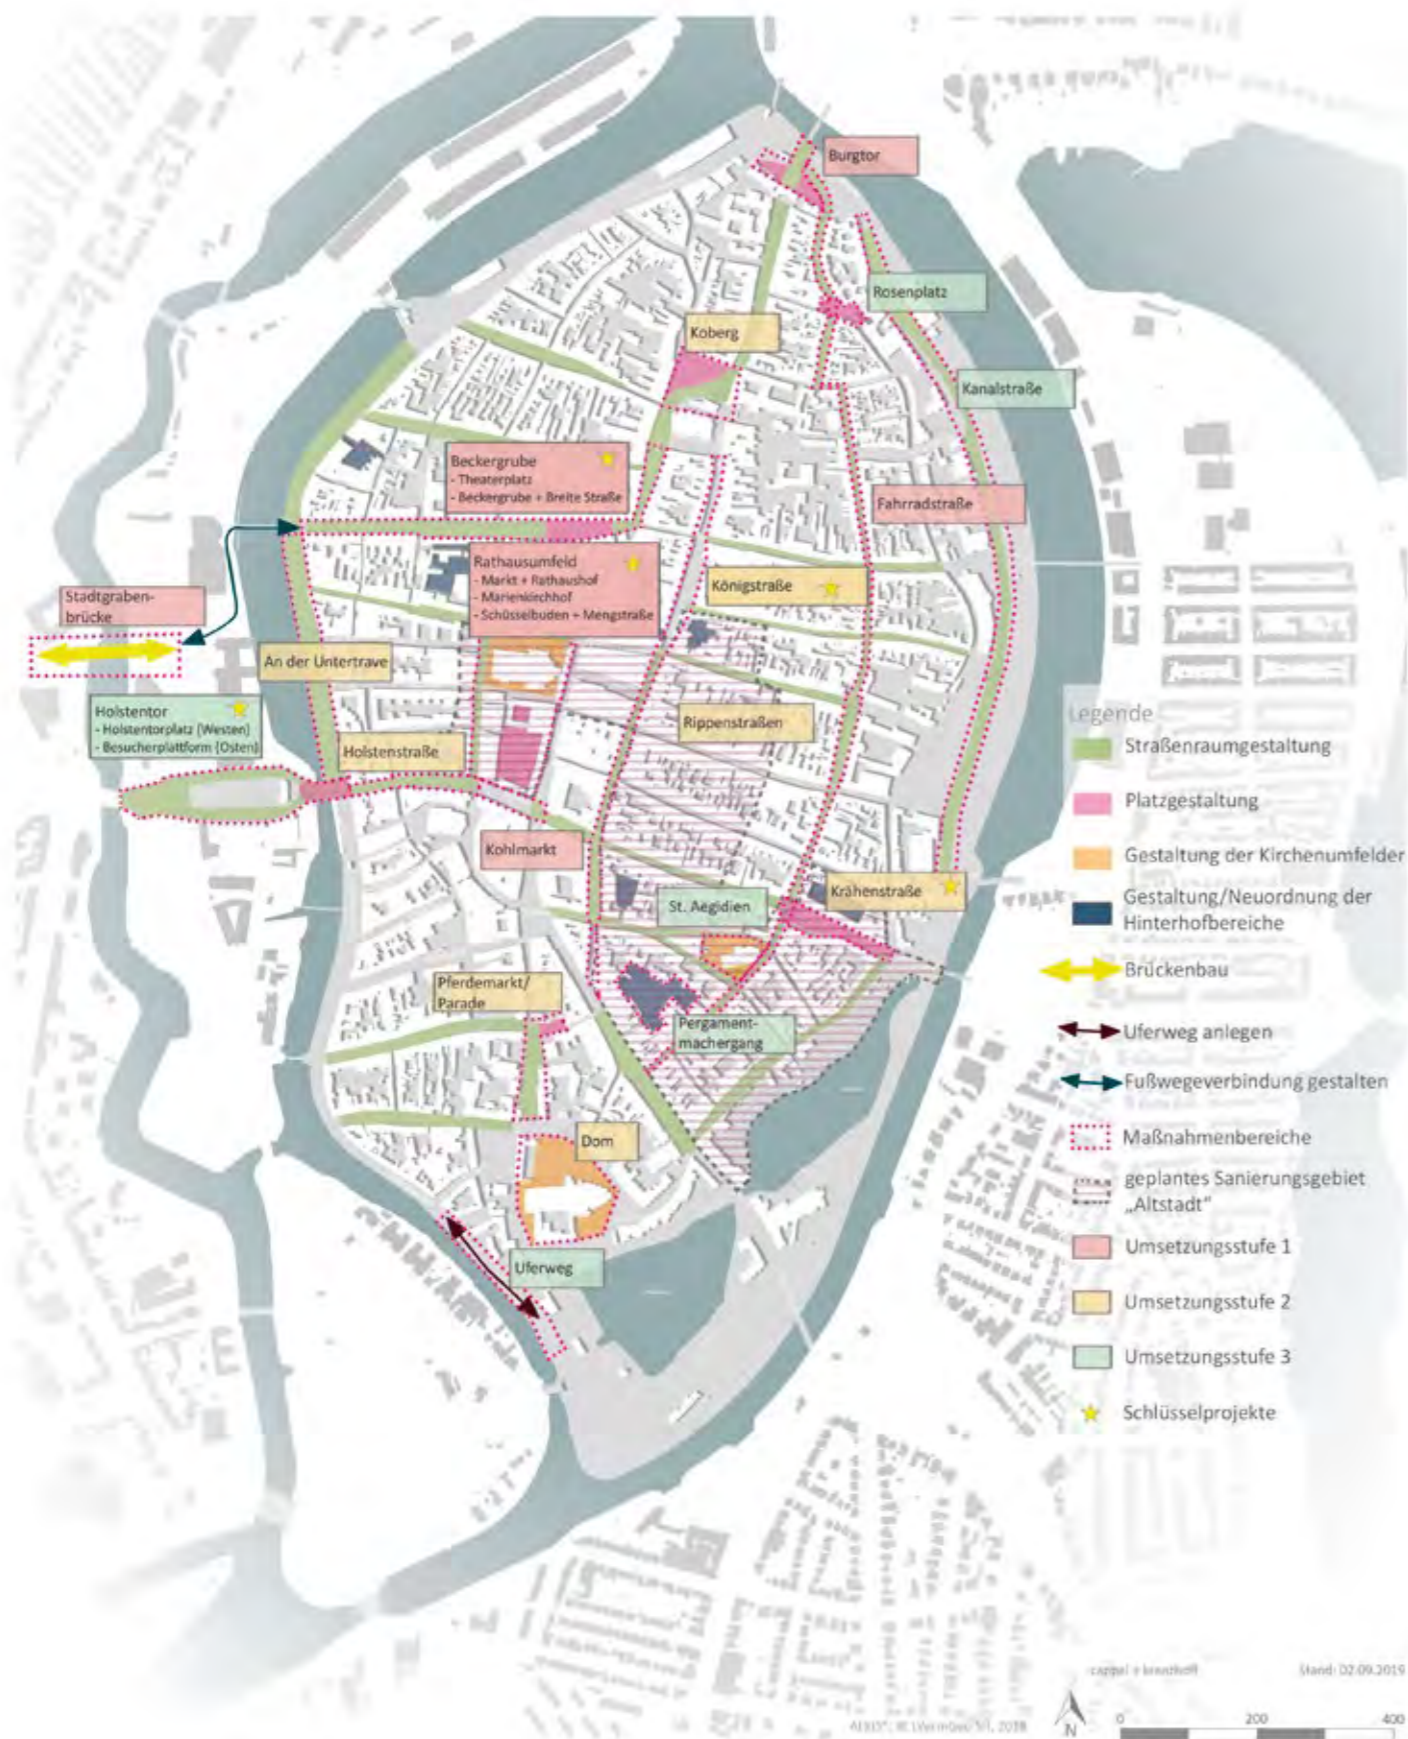 Burgtor
Rosenplatz
Koberg
Kanalstraße
Beckergrube
- Theaterplatz
- Beckergrube + Breite Straße
Fahrradstraße
Rathausumfeld
- Markt + Rathaushof
- Marienkirchhof
- Schüsselbuden + Mengstraße
Königstraße
Stadtgraben-
brücke
An der Untertrave
Holstentor
- Holstentorplatz (Westen)
- Besucherplattform (Osten)
Rippenstraßen
Holstenstraße
Kohlmarkt
Krähenstraße
St. Aegidien
Pferdemarkt/
Parade
Pergament-
machergang
Dom
Uferweg
Legende
Straßenraumgestaltung
Platzgestaltung
Gestaltung der Kirchenumfelder
Gestaltung/Neuordnung der
Hinterhofbereiche
Brückenbau
Uferweg anlegen
Fußwegeverbindung gestalten
Maßnahmenbereiche
geplantes Sanierungsgebiet
„Altstadt"
Umsetzungsstufe 1
Umsetzungsstufe 2
Umsetzungsstufe 3
Schlüsselprojekte
Stand: 02.09.2019
N
0 200 400